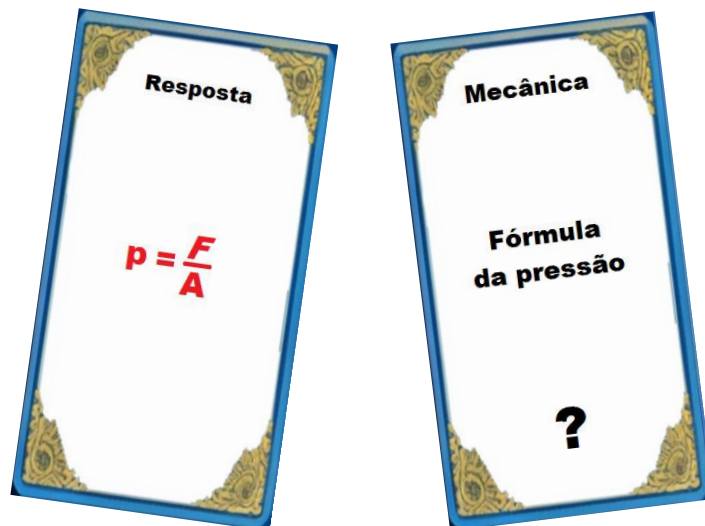 Resposta
p = F/A
Mecânica
Fórmula
da pressão
?